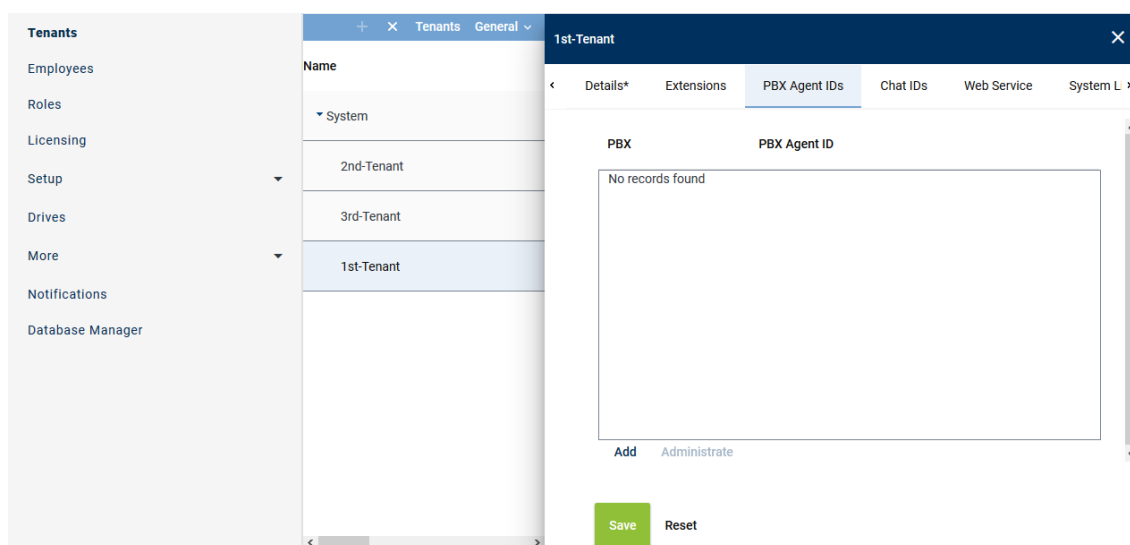 Tenants
Employees
Roles
Licensing
Setup
Drives
More
Notifications
Database Manager
Tenants General
Name
System
2nd-Tenant
3rd-Tenant
1st-Tenant
1st-Tenant
Details* Extensions PBX Agent IDs Chat IDs Web Service System L
PBX PBX Agent ID
No records found
Add Administrate
Save Reset